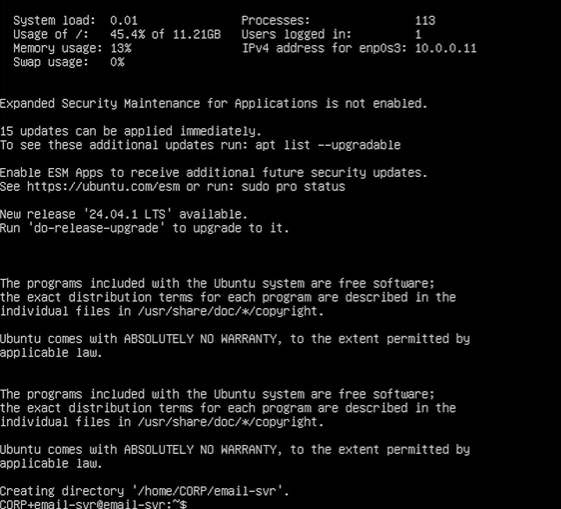 System load:  0.01               Processes:               113
Usage of /:   45.4% of 11.21GB   Users logged in:         1
Memory usage: 13%                IPv4 address for enp0s3: 10.0.0.11
Swap usage:   0%
Expanded Security Maintenance for Applications is not enabled.
15 updates can be applied immediately.
To see these additional updates run: apt list --upgradable
Enable ESM Apps to receive additional future security updates.
See https://ubuntu.com/esm or run: sudo pro status
New release '24.04.1 LTS' available.
Run 'do-release-upgrade' to upgrade to it.
The programs included with the Ubuntu system are free software;
the exact distribution terms for each program are described in the
individual files in /usr/share/doc/*/copyright.
Ubuntu comes with ABSOLUTELY NO WARRANTY, to the extent permitted by
applicable law.
The programs included with the Ubuntu system are free software;
the exact distribution terms for each program are described in the
individual files in /usr/share/doc/*/copyright.
Ubuntu comes with ABSOLUTELY NO WARRANTY, to the extent permitted by
applicable law.
Creating directory '/home/CORP/email-svr'.
CORP+email-svr@email-svr:~$